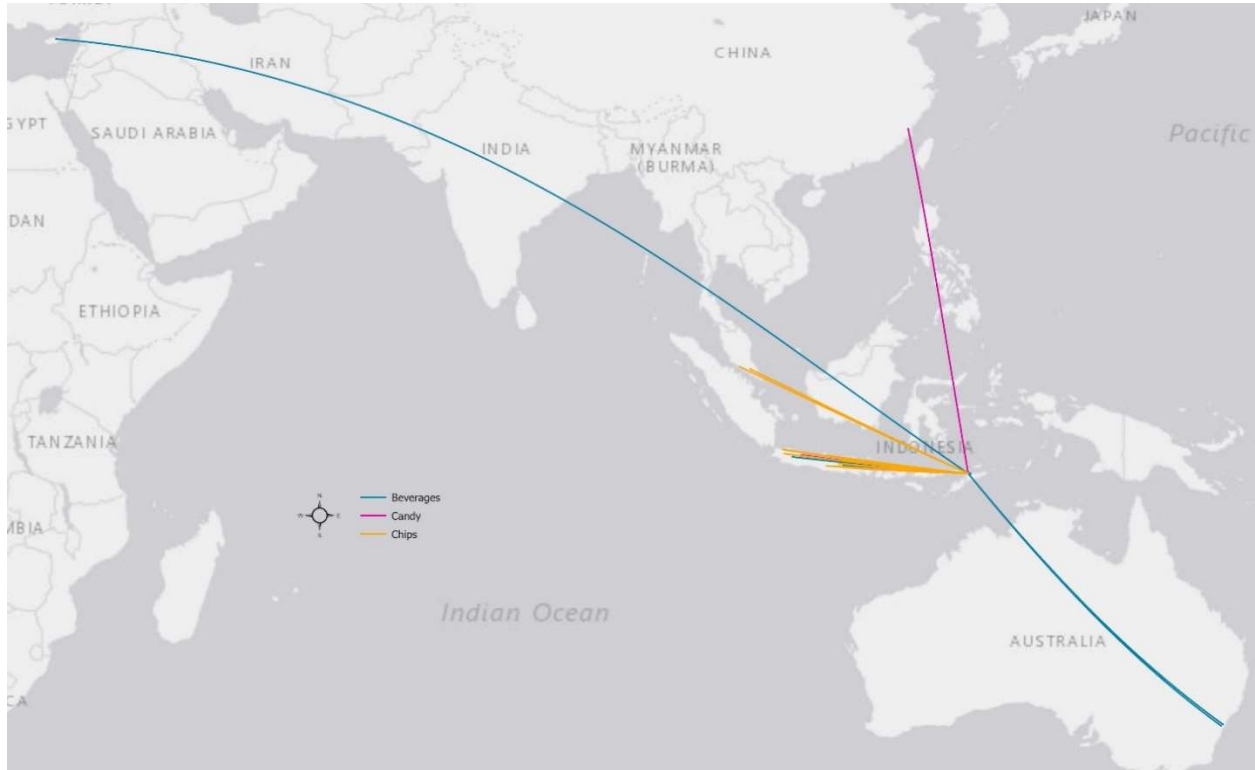 JAPAN
CHINA
IRAN
GYPT
SAUDI ARABIA
Pacific
INDIA
MYANMAR
(BURMA)
DAN
ETHIOPIA
TANZANIA
INDONESIA
N
W
E
S
Beverages
Candy
Chips
MBIA
Indian Ocean
AUSTRALIA
CA